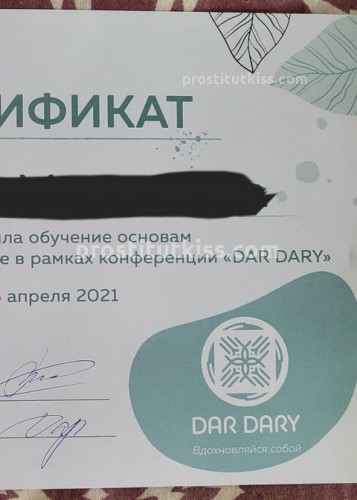 prostitutkiss.com
ИФИКАТ
ла обучение основам
prostitutkiss.com
е в рамках конференции «DAR DARY»
апреля 2021
DAR DARY
Вдохновляйся собой